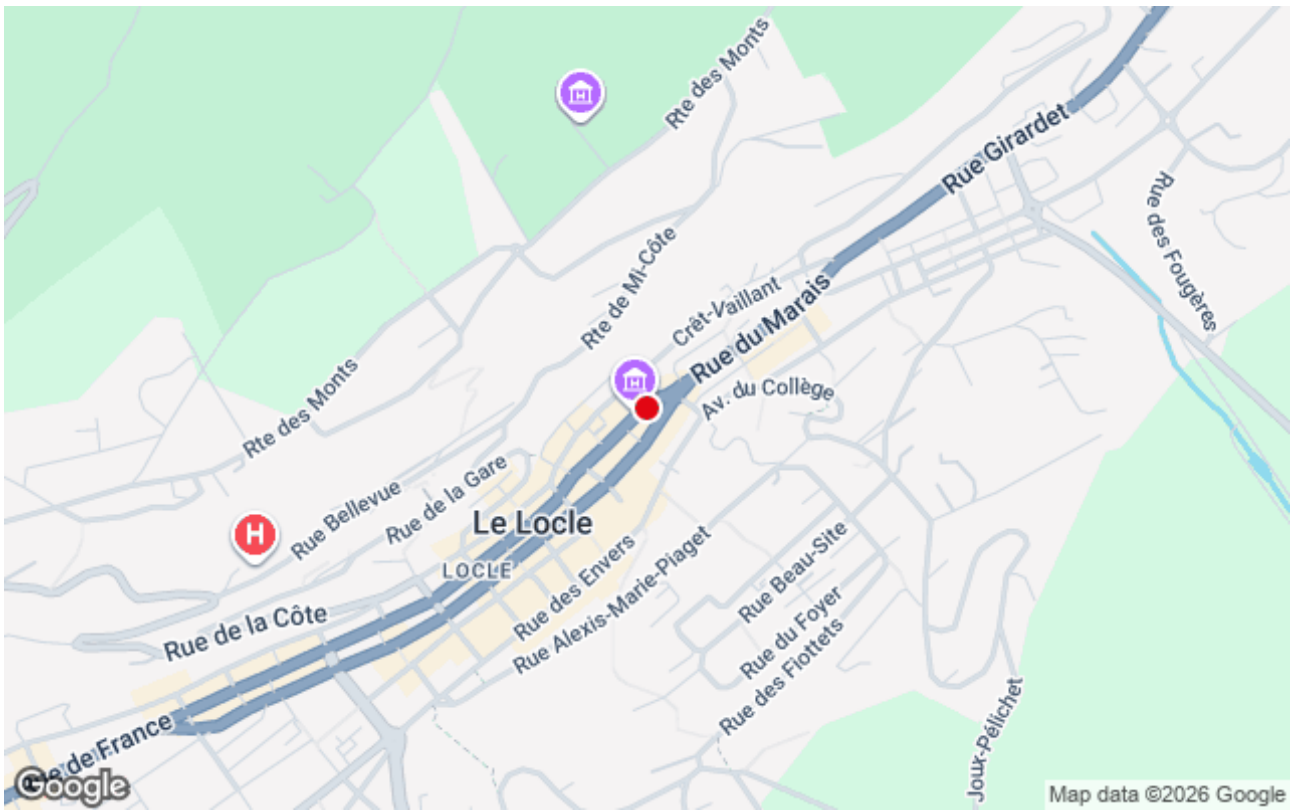 Rte des Monts
Rue Girardet
Rue des Fougères
Rte de Mi-Côte
Crêt-Vaillant
Rue du Marais
Av. du Collège
Rte des Monts
Rue de la Gare
Rue Bellevue
H
Le Locle
LOCLE
Rue des Envers
Rue Alexis-Marie-Piaget
Rue Beau-Site
Rue du Foyer
Rue des Fiottets
Rue de la Côte
Joux-Pélichet
de France
Google
Map data ©2026 Google